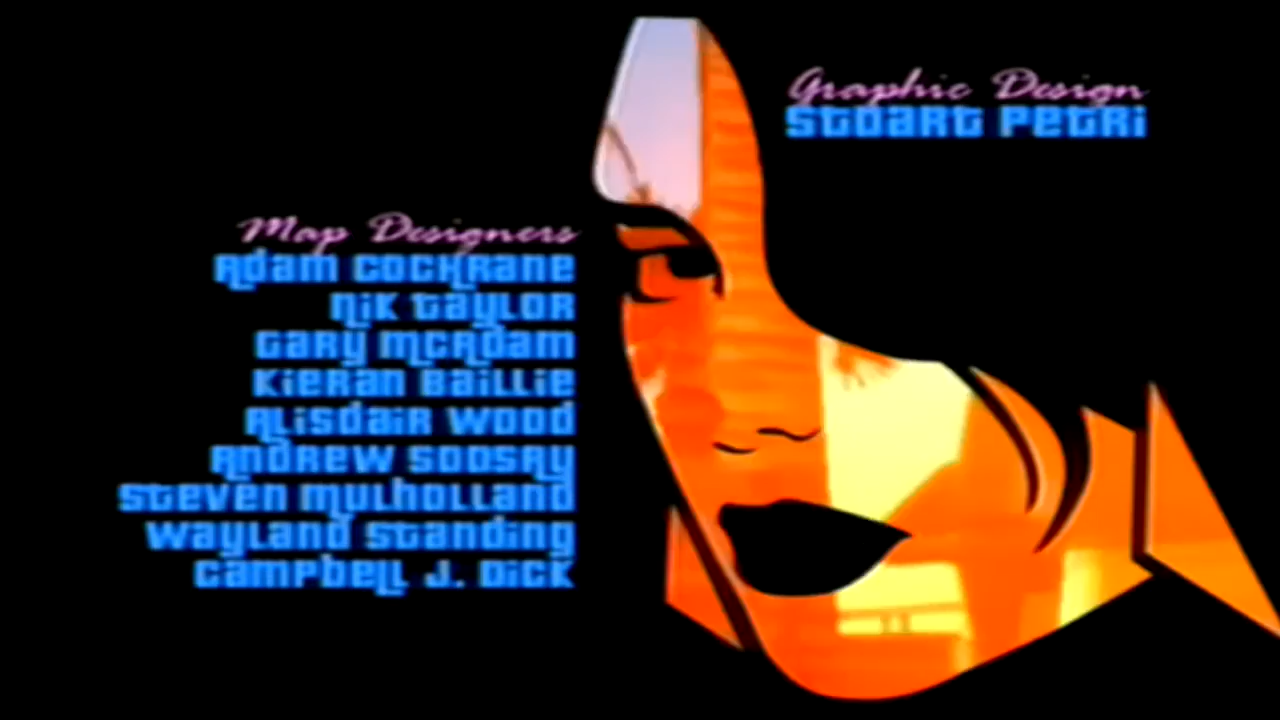 Graphic Design
STUART PETRI
Map Designers
ADAM COCHRANE
NIK TAYLOR
GARY MCADAM
KIERAN BAILLIE
ALISDAIR WOOD
ANDREW SOOSAY
STEVEN MULHOLLAND
WAYLAND STANDING
CAMPBELL J. DICK